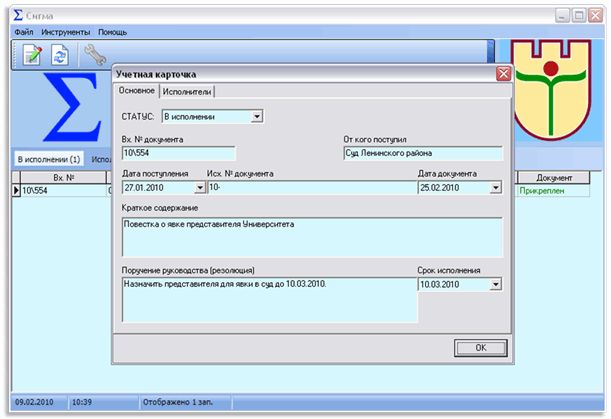 Сигма
Файл Инструменты Помощь
Учетная карточка
Основное Исполнители
СТАТУС: В исполнении
Вх. № документа От кого поступил
10\554 Суд Ленинского района
Дата поступления Исх. № документа Дата документа
27.01.2010 10- 25.02.2010
Краткое содержание
Повестка о явке представителя Университета
Поручение руководства (резолюция) Срок исполнения
Назначить представителя для явки в суд до 10.03.2010. 10.03.2010
OK
В исполнении (1) Испо
Вх. № Документ
10\554 Прикреплен
09.02.2010 10:39 Отображено 1 зап.